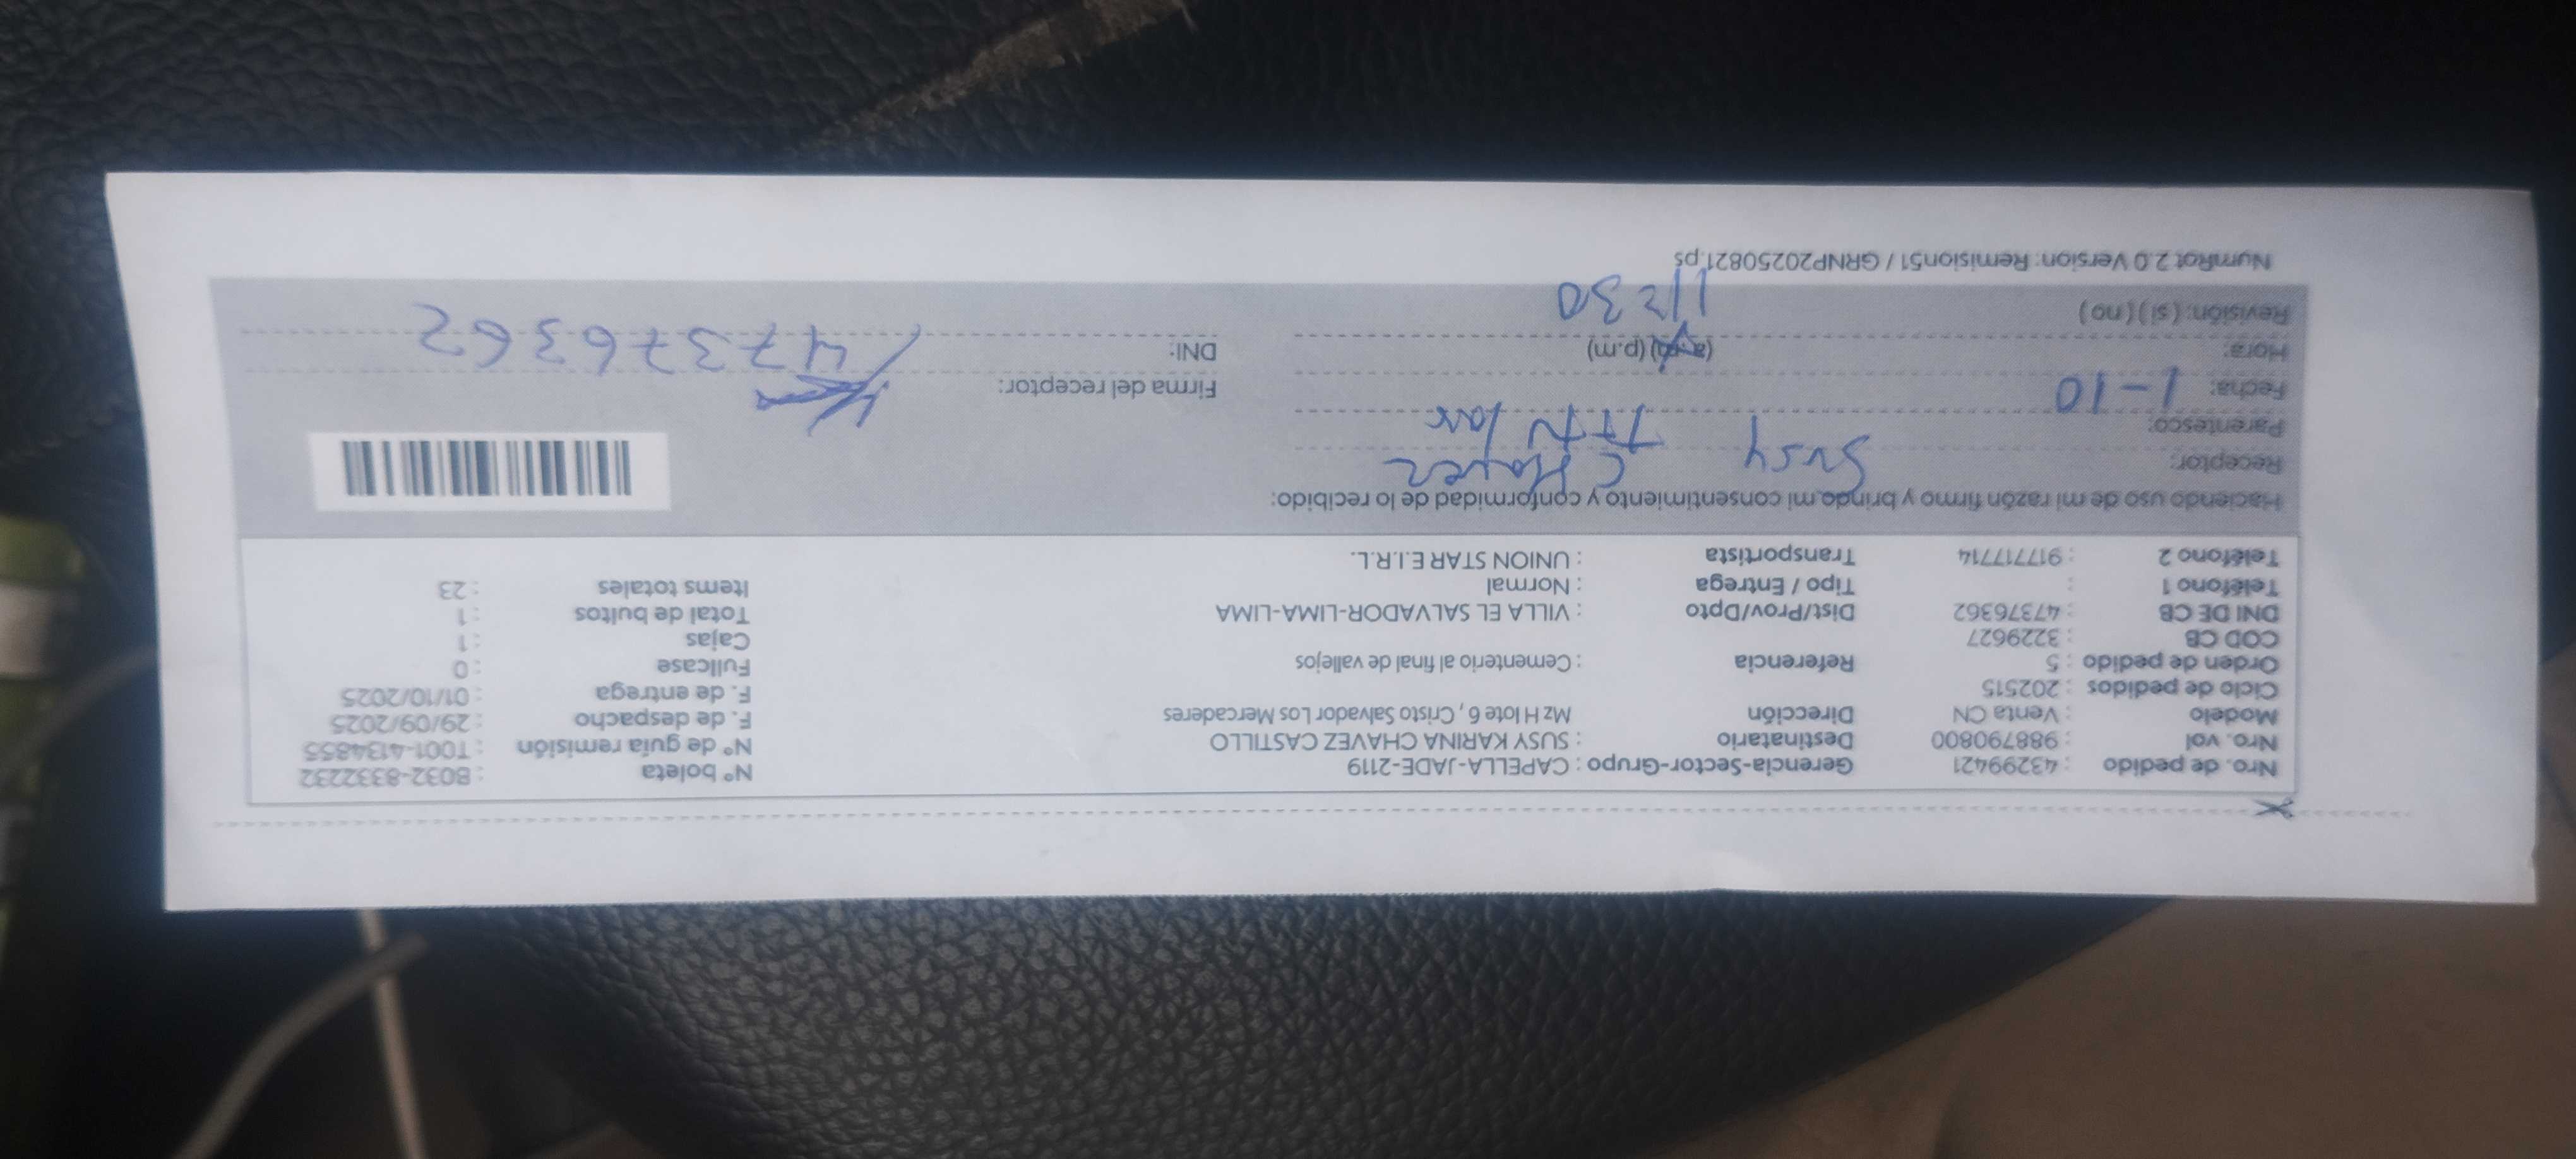 Nro. de pedido : 43299421 Gerencia-Sector-Grupo : CAPELLA-JADE-2119 N° boleta : B032-8332232
Nro. vol : 988790800 Destinatario : SUSY KARINA CHAVEZ CASTILLO N° de guía remisión : T001-4134855
Modelo : Venta CN Dirección Mz H lote 6 , Cristo Salvador Los Mercaderes F. de despacho : 29/09/2025
Ciclo de pedidos : 202515 F. de entrega : 01/10/2025
Orden de pedido : 5 Referencia : Cementerio al final de vallejos Fullcase : 0
COD CB : 3229627 Cajas : 1
DNI DE CB : 47376362 Dist/Prov/Dpto : VILLA EL SALVADOR-LIMA-LIMA Total de bultos : 1
Teléfono 1 : Tipo / Entrega : Normal Items totales : 23
Teléfono 2 : 917717714 Transportista : UNION STAR E.I.R.L.
Haciendo uso de mi razón firmo y brindo mi consentimiento y conformidad de lo recibido:
Receptor: Susy CHavez
Parentesco: TiTular
Fecha: 1-10 Firma del receptor:
Hora: (a.m) (p.m) DNI: 47376362
11:30
Revisión: ( si ) ( no )
NumRot 2.0 Version: Remision51 / GRNP20250821.ps